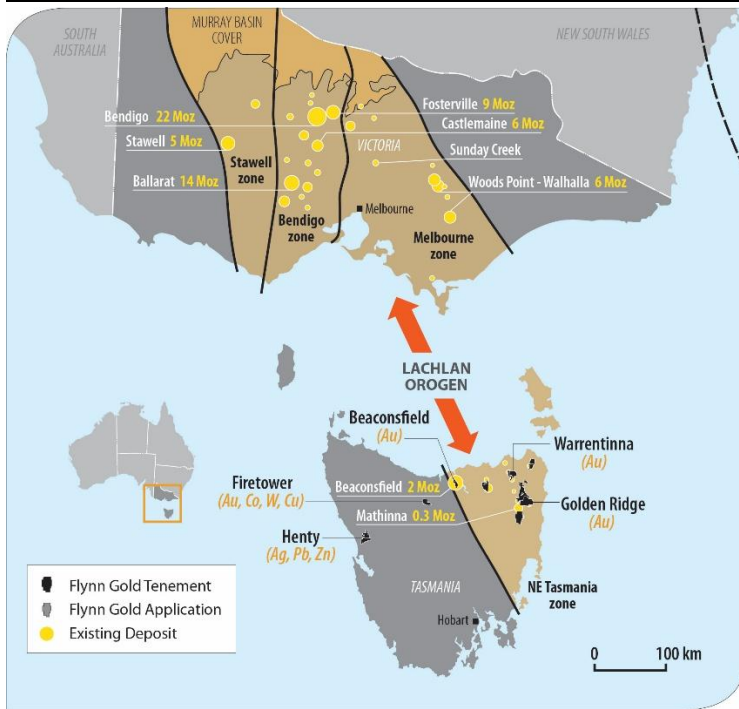 MURRAY BASIN
COVER
SOUTH
AUSTRALIA
NEW SOUTH WALES
Bendigo 22 Moz
Stawell 5 Moz
Stawell
zone
Ballarat 14 Moz
Bendigo
zone
Fosterville 9 Moz
Castlemaine 6 Moz
VICTORIA
Sunday Creek
Woods Point - Walhalla 6 Moz
Melbourne
Melbourne
zone
LACHLAN
OROGEN
Beaconsfield
(Au)
Warrentinna
(Au)
Firetower
(Au, Co, W, Cu)
Beaconsfield 2 Moz
Mathinna 0.3 Moz
Golden Ridge
(Au)
Henty
(Ag, Pb, Zn)
TASMANIA
NE Tasmania
zone
Hobart
Flynn Gold Tenement
Flynn Gold Application
Existing Deposit
0 100 km